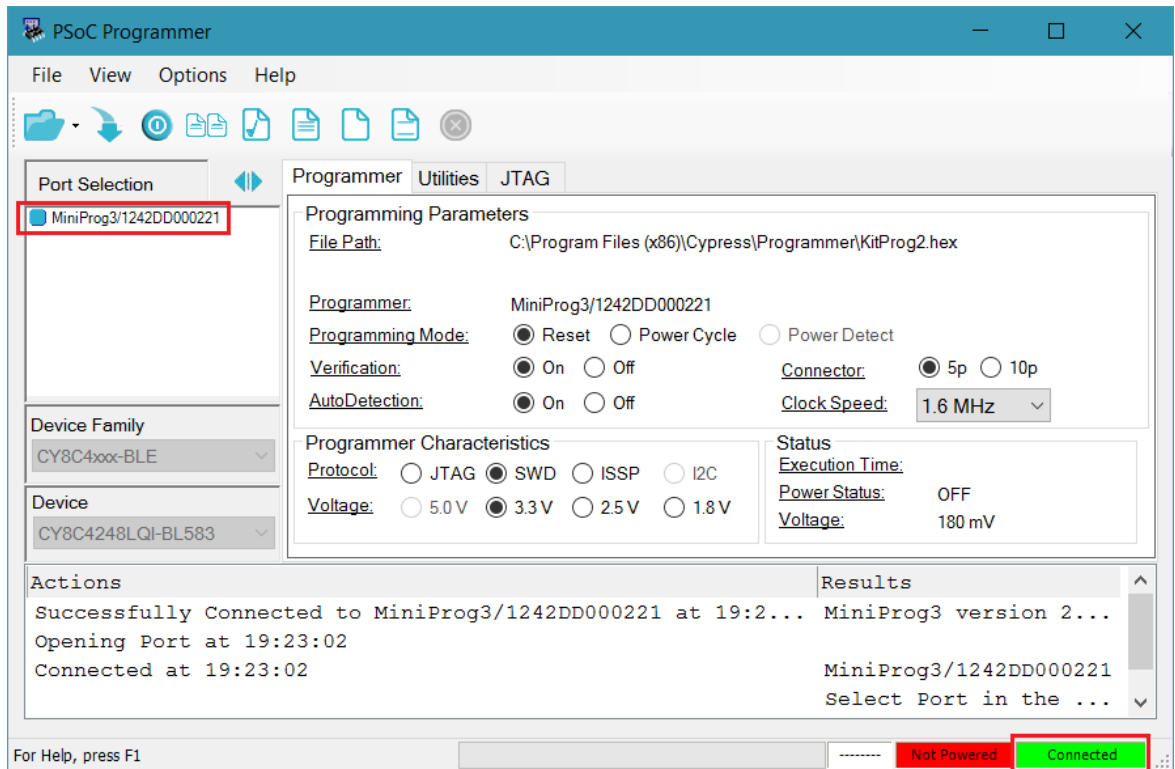 PSoC Programmer
File View Options Help
Port Selection
MiniProg3/1242DD000221
Device Family
CY8C4xxx-BLE
Device
CY8C4248LQI-BL583
Programmer Utilities JTAG
Programming Parameters
File Path: C:\Program Files (x86)\Cypress\Programmer\KitProg2.hex
Programmer: MiniProg3/1242DD000221
Programming Mode: Reset Power Cycle Power Detect
Verification: On Off Connector: 5p 10p
AutoDetection: On Off Clock Speed: 1.6 MHz
Programmer Characteristics
Protocol: JTAG SWD ISSP I2C
Voltage: 5.0 V 3.3 V 2.5 V 1.8 V
Status
Execution Time:
Power Status: OFF
Voltage: 180 mV
Actions Results
Successfully Connected to MiniProg3/1242DD000221 at 19:2... MiniProg3 version 2...
Opening Port at 19:23:02
Connected at 19:23:02 MiniProg3/1242DD000221
Select Port in the ...
For Help, press F1 -------- Not Powered Connected